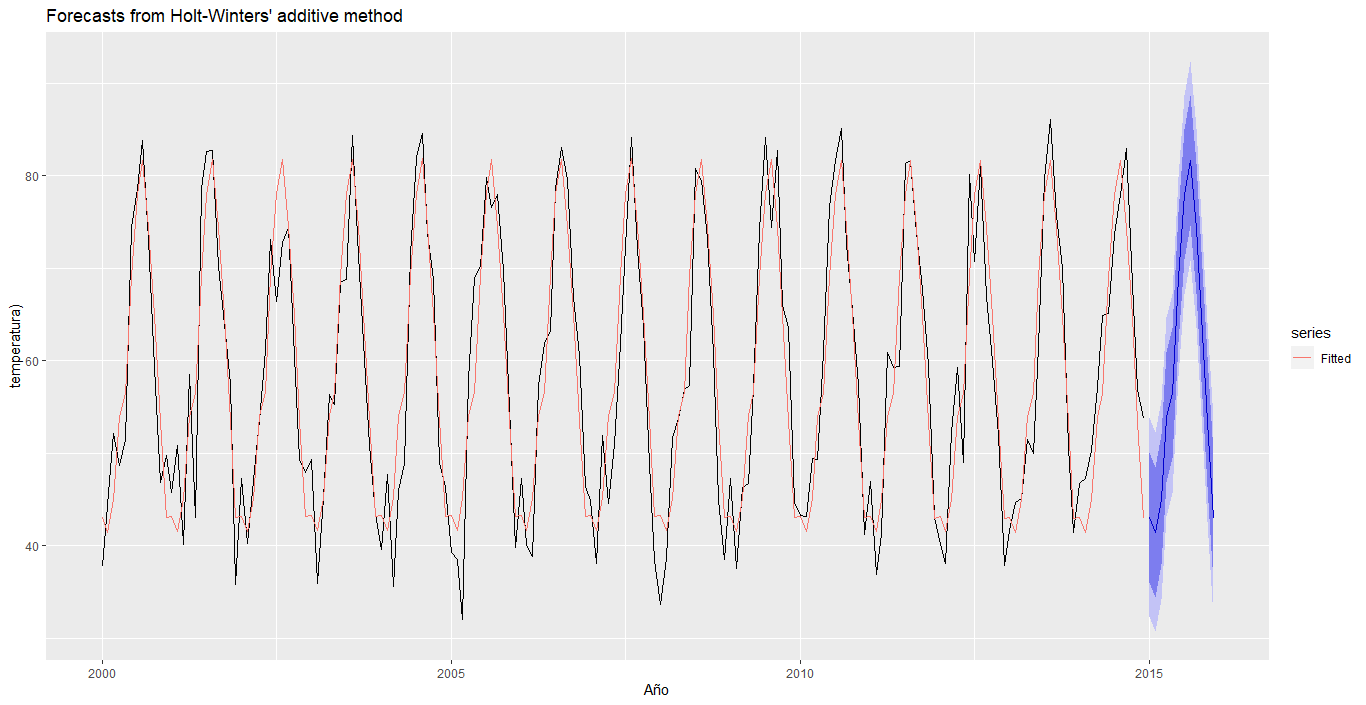 Forecasts from Holt-Winters' additive method
temperatura)
80
60
40
2000
2005
2010
2015
Año
series
Fitted